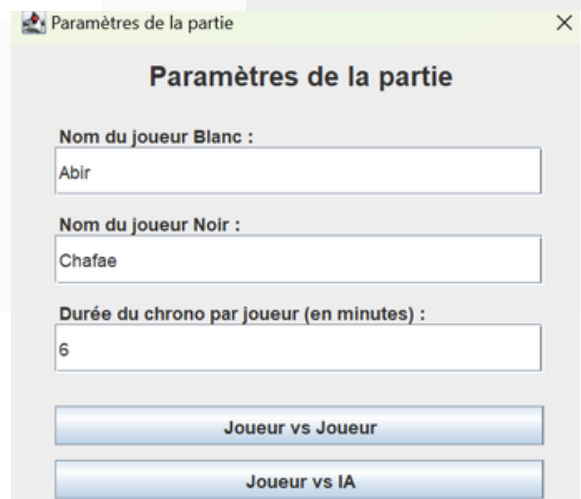 Paramètres de la partie
Paramètres de la partie
Nom du joueur Blanc :
Abir
Nom du joueur Noir :
Chafae
Durée du chrono par joueur (en minutes) :
6
Joueur vs Joueur
Joueur vs IA